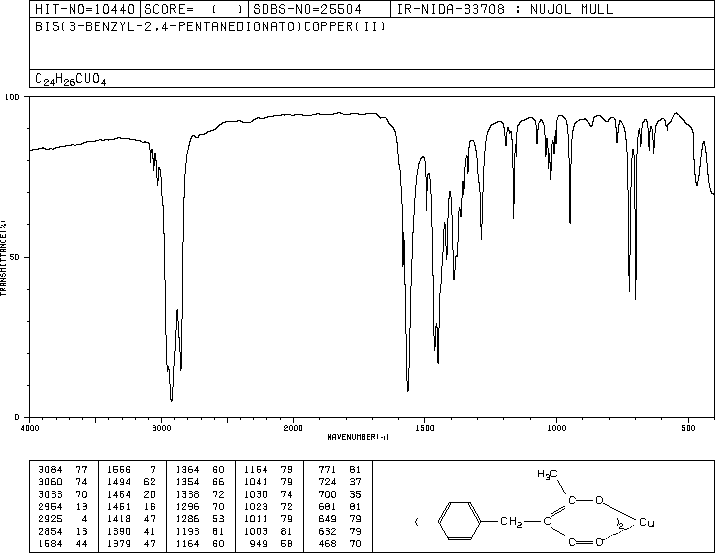 HIT-NO=10440 SCORE= ( ) SDBS-NO=25504 IR-NIDA-33708 : NUJOL MULL
BIS(3-BENZYL-2,4-PENTANEDIONATO)COPPER(II)
C24H26CUO4
100
50
0
TRANSMITTANCE(%)
4000 3000 2000 1500 1000 500
WAVENUMBER(-1)
3084 77 1566 7 1364 60 1154 79 771 81
3060 74 1494 62 1354 66 1041 79 724 37
3033 70 1464 20 1338 72 1030 74 700 35
2954 13 1451 16 1296 70 1023 72 681 81
2925 4 1418 47 1286 53 1011 79 649 79
2854 13 1390 41 1193 81 1003 81 632 79
1584 44 1379 47 1164 60 949 58 468 70
H3C
C O
( CH2 C )2 Cu
C O